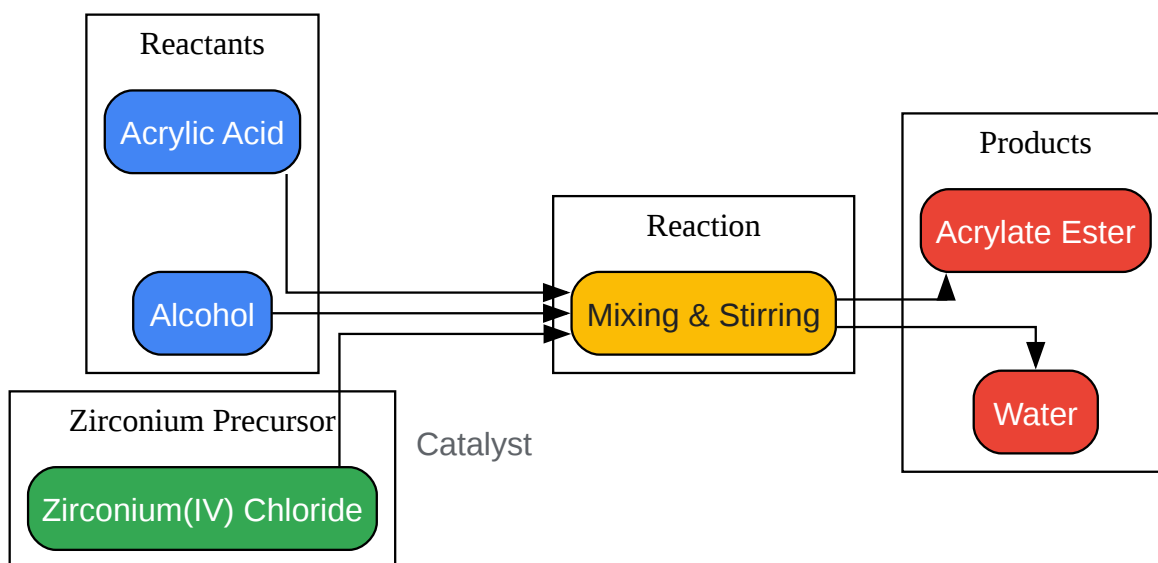 Reactants
Acrylic Acid
Alcohol
Zirconium Precursor
Zirconium(IV) Chloride
Catalyst
Reaction
Mixing & Stirring
Products
Acrylate Ester
Water